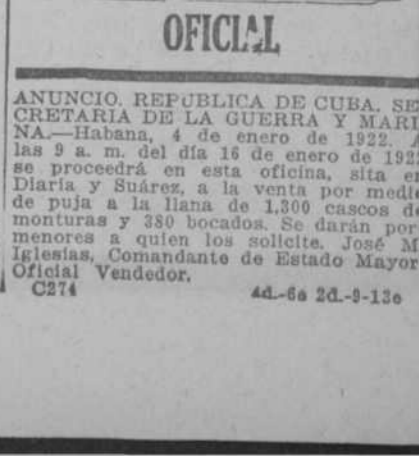 OFICIAL
ANUNCIO. REPUBLICA DE CUBA. SE
CRETARIA DE LA GUERRA Y MARI
NA.—Habana, 4 de enero de 1922. A
las 9 a. m. del día 16 de enero de 1922
se proceedrá en esta oficina, sita en
Diaria y Suárez, a la venta por medio
de puja a la llana de 1,300 cascos de
monturas y 380 bocados. Se darán por
menores a quien los solicite. José M
Iglesias, Comandante de Estado Mayor
Oficial Vendedor.
C274 4d.-6e 2d.-9-13e